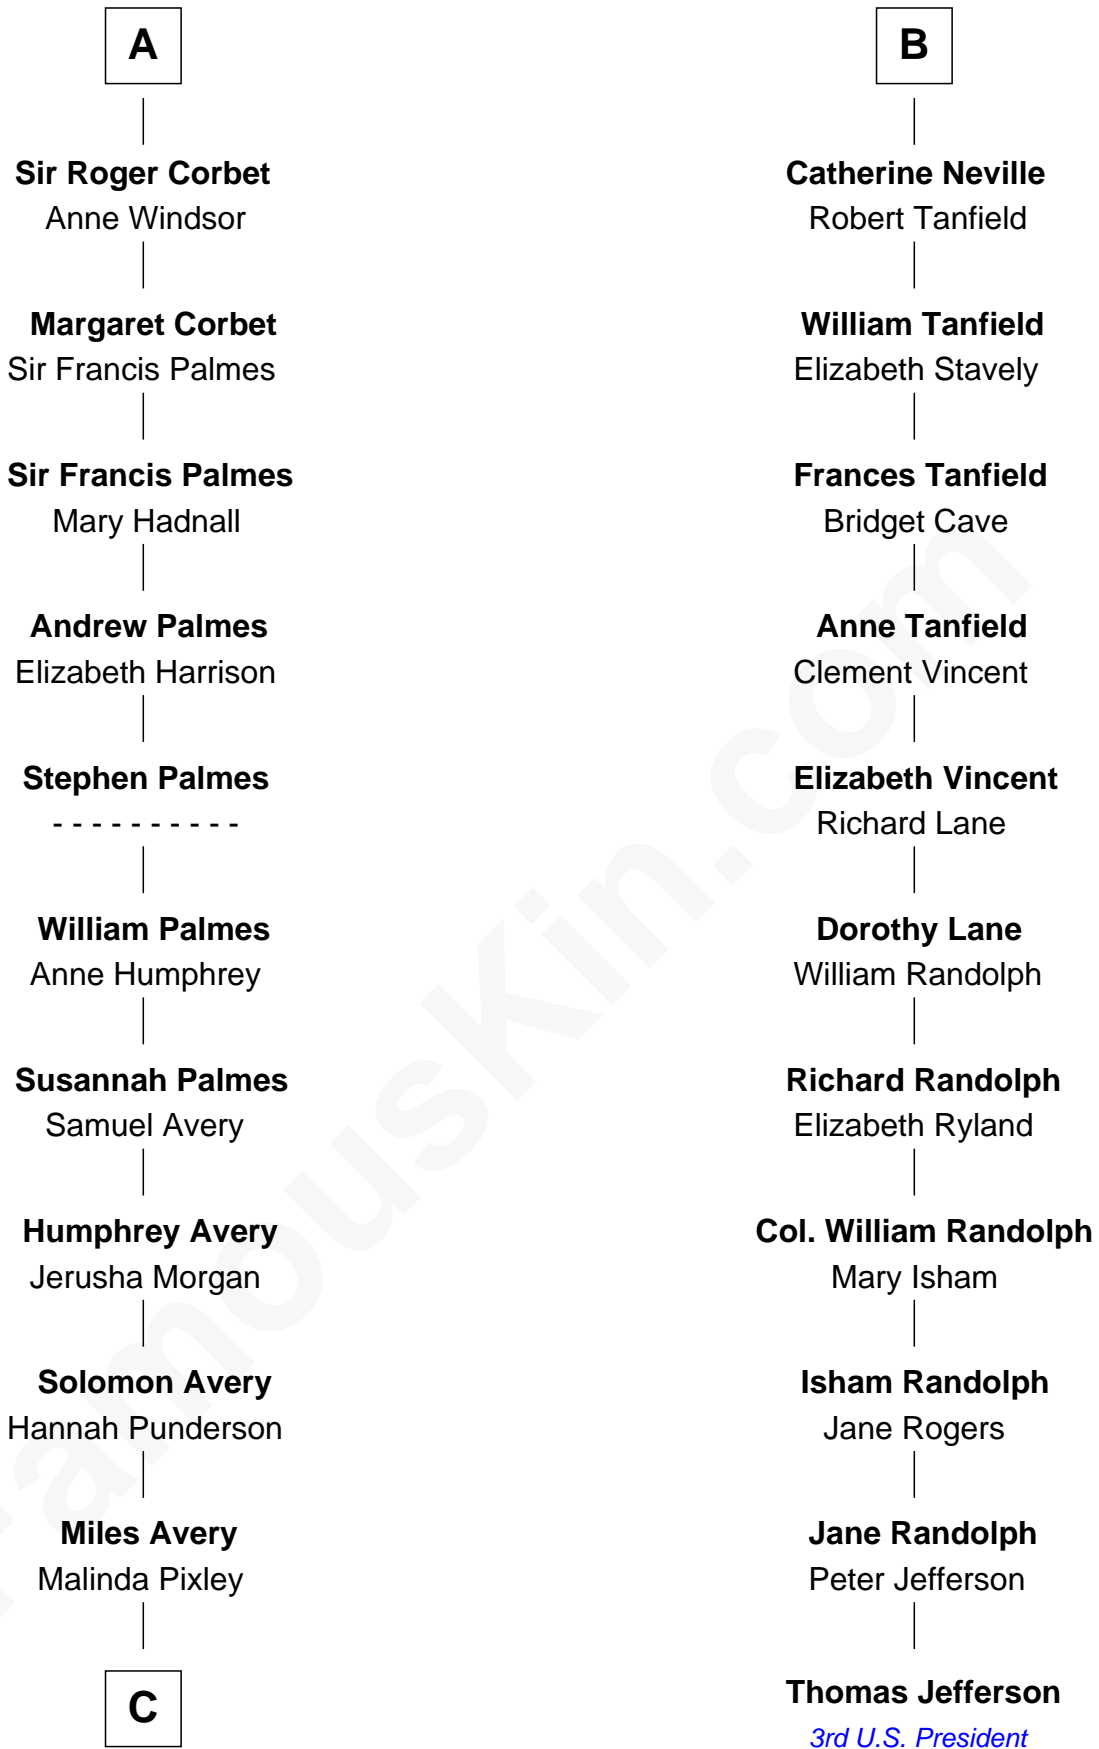 A
Sir Roger Corbet
Anne Windsor
Margaret Corbet
Sir Francis Palmes
Sir Francis Palmes
Mary Hadnall
Andrew Palmes
Elizabeth Harrison
Stephen Palmes
- - - - - - - - - -
William Palmes
Anne Humphrey
Susannah Palmes
Samuel Avery
Humphrey Avery
Jerusha Morgan
Solomon Avery
Hannah Punderson
Miles Avery
Malinda Pixley
C
B
Catherine Neville
Robert Tanfield
William Tanfield
Elizabeth Stavely
Frances Tanfield
Bridget Cave
Anne Tanfield
Clement Vincent
Elizabeth Vincent
Richard Lane
Dorothy Lane
William Randolph
Richard Randolph
Elizabeth Ryland
Col. William Randolph
Mary Isham
Isham Randolph
Jane Rogers
Jane Randolph
Peter Jefferson
Thomas Jefferson
3rd U.S. President
FamousKin.com